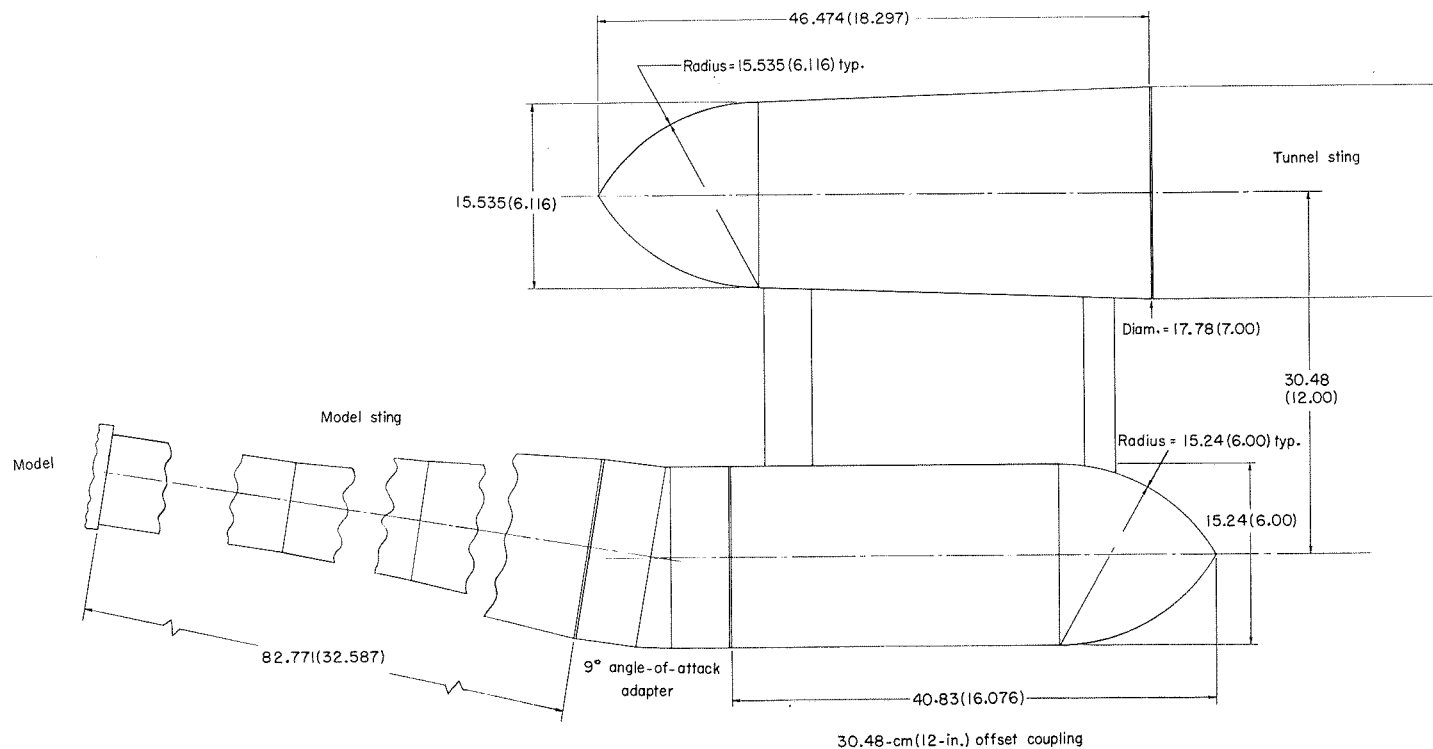 46.474(18.297)
Radius=15.535(6.116) typ.
Tunnel sting
15.535(6.116)
Diam.=17.78(7.00)
30.48
(12.00)
Model sting
Radius = 15.24(6.00) typ.
Model
15.24(6.00)
82.771(32.587)
9° angle-of-attack
adapter
40.83(16.076)
30.48-cm(12-in.) offset coupling